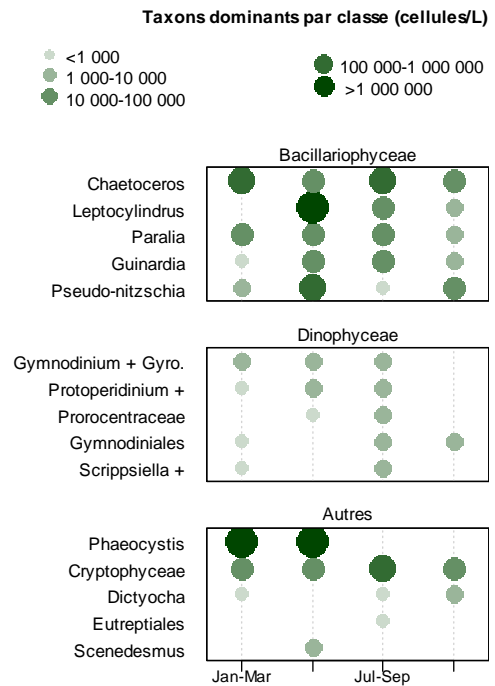 Taxons dominants par classe (cellules/L)
<1 000
1 000-10 000
10 000-100 000
100 000-1 000 000
>1 000 000
Bacillariophyceae
Chaetoceros
Leptocylindrus
Paralia
Guinardia
Pseudo-nitzschia
Dinophyceae
Gymnodinium + Gyro.
Protoperidinium +
Prorocentraceae
Gymnodiniales
Scrippsiella +
Autres
Phaeocystis
Cryptophyceae
Dictyocha
Eutreptiales
Scenedesmus
Jan-Mar Jul-Sep